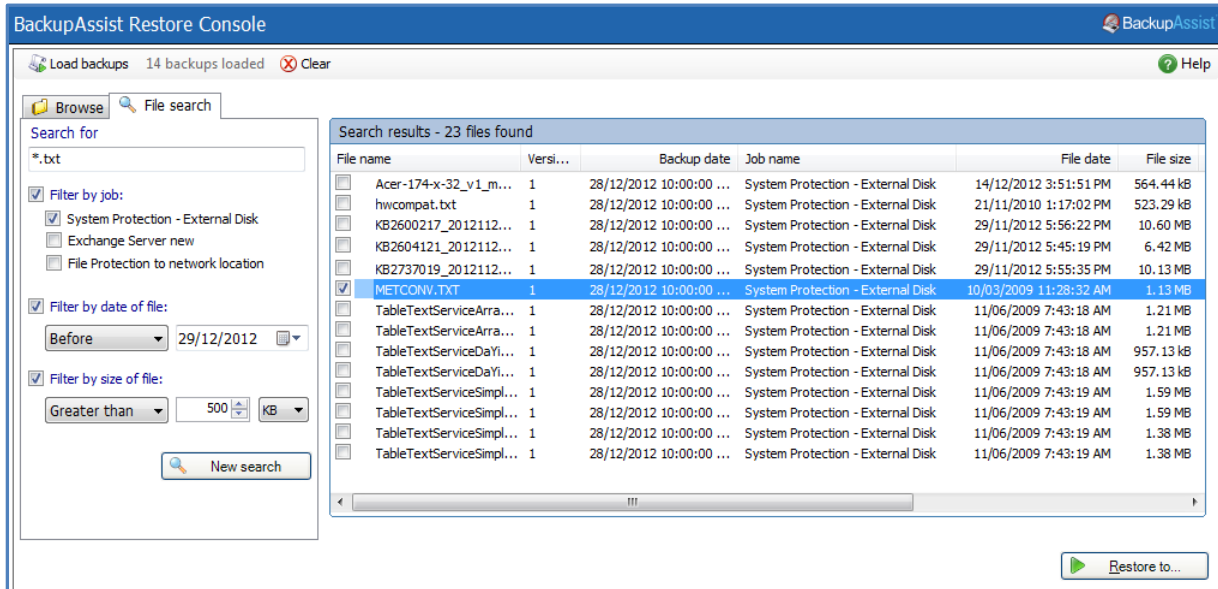 BackupAssist Restore Console BackupAssist
Load backups 14 backups loaded Clear Help
Browse File search
Search for
*.txt
Filter by job:
System Protection - External Disk
Exchange Server new
File Protection to network location
Filter by date of file:
Before 29/12/2012
Filter by size of file:
Greater than 500 KB
New search
Search results - 23 files found
File name Versi... Backup date Job name File date File size
Acer-174-x-32_v1_m... 1 28/12/2012 10:00:00 ... System Protection - External Disk 14/12/2012 3:51:51 PM 564.44 kB
hwcompat.txt 1 28/12/2012 10:00:00 ... System Protection - External Disk 21/11/2010 1:17:02 PM 523.29 kB
KB2600217_2012112... 1 28/12/2012 10:00:00 ... System Protection - External Disk 29/11/2012 5:56:22 PM 10.60 MB
KB2604121_2012112... 1 28/12/2012 10:00:00 ... System Protection - External Disk 29/11/2012 5:45:19 PM 6.42 MB
KB2737019_2012112... 1 28/12/2012 10:00:00 ... System Protection - External Disk 29/11/2012 5:55:35 PM 10.13 MB
METCONV.TXT 1 28/12/2012 10:00:00 ... System Protection - External Disk 10/03/2009 11:28:32 AM 1.13 MB
TableTextServiceArra... 1 28/12/2012 10:00:00 ... System Protection - External Disk 11/06/2009 7:43:18 AM 1.21 MB
TableTextServiceArra... 1 28/12/2012 10:00:00 ... System Protection - External Disk 11/06/2009 7:43:18 AM 1.21 MB
TableTextServiceDaYi... 1 28/12/2012 10:00:00 ... System Protection - External Disk 11/06/2009 7:43:18 AM 957.13 kB
TableTextServiceDaYi... 1 28/12/2012 10:00:00 ... System Protection - External Disk 11/06/2009 7:43:18 AM 957.13 kB
TableTextServiceSimpl... 1 28/12/2012 10:00:00 ... System Protection - External Disk 11/06/2009 7:43:19 AM 1.59 MB
TableTextServiceSimpl... 1 28/12/2012 10:00:00 ... System Protection - External Disk 11/06/2009 7:43:19 AM 1.59 MB
TableTextServiceSimpl... 1 28/12/2012 10:00:00 ... System Protection - External Disk 11/06/2009 7:43:19 AM 1.38 MB
TableTextServiceSimpl... 1 28/12/2012 10:00:00 ... System Protection - External Disk 11/06/2009 7:43:19 AM 1.38 MB
Restore to...